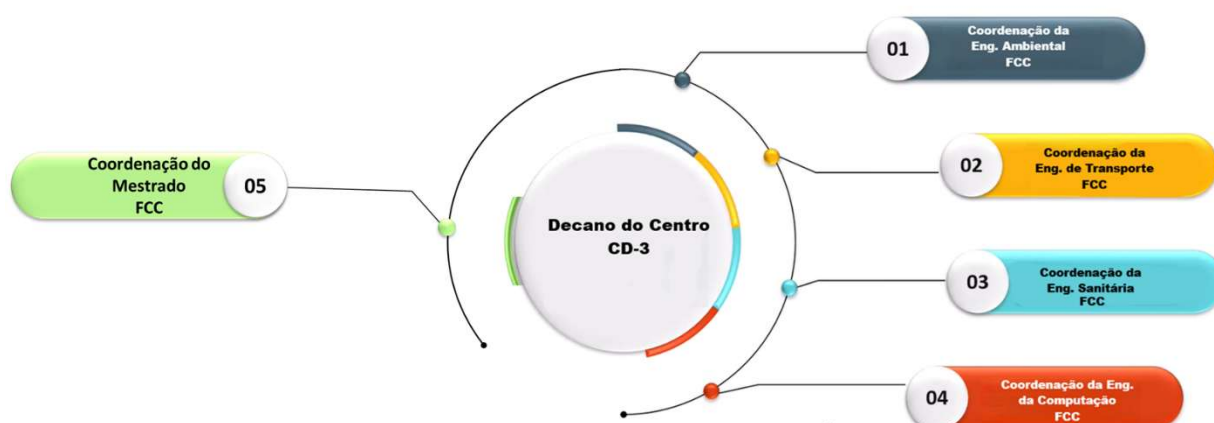 01
Coordenação da
Eng. Ambiental
FCC
02
Coordenação da
Eng. de Transporte
FCC
03
Coordenação da
Eng. Sanitária
FCC
04
Coordenação da Eng.
da Computação
FCC
Coordenação do
Mestrado
FCC
05
Decano do Centro
CD-3